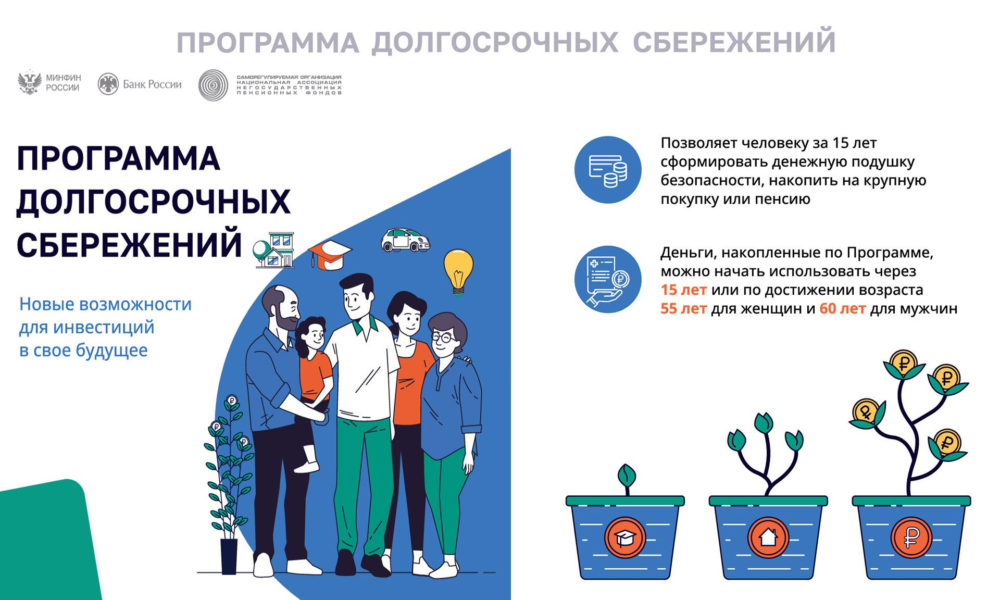 ПРОГРАММА ДОЛГОСРОЧНЫХ СБЕРЕЖЕНИЙ
МИНФИН
РОССИИ
Банк России
САМОРЕГУЛИРУЕМАЯ ОРГАНИЗАЦИЯ
НАЦИОНАЛЬНАЯ АССОЦИАЦИЯ
НЕГОСУДАРСТВЕННЫХ
ПЕНСИОННЫХ ФОНДОВ
ПРОГРАММА
ДОЛГОСРОЧНЫХ
СБЕРЕЖЕНИЙ
Новые возможности
для инвестиций
в свое будущее
Позволяет человеку за 15 лет
сформировать денежную подушку
безопасности, накопить на крупную
покупку или пенсию
Деньги, накопленные по Программе,
можно начать использовать через
15 лет или по достижении возраста
55 лет для женщин и 60 лет для мужчин